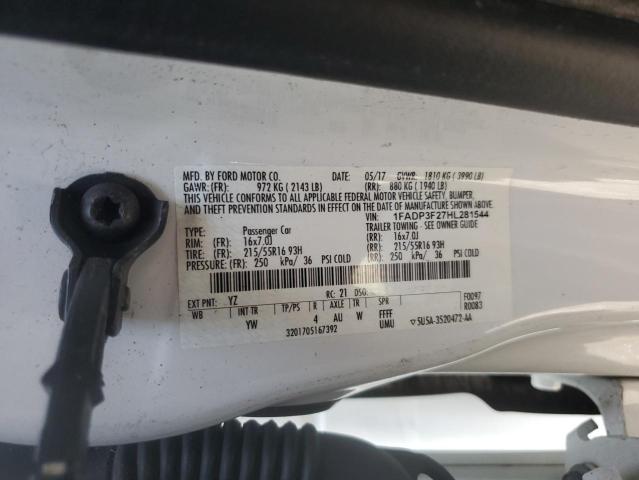 MFD. BY FORD MOTOR CO. DATE: 05/17 GVWR: 1810 KG ( 3990 LB)
GAWR: (FR): 972 KG ( 2143 LB) (RR): 880 KG ( 1940 LB)
THIS VEHICLE CONFORMS TO ALL APPLICABLE FEDERAL MOTOR VEHICLE SAFETY, BUMPER,
AND THEFT PREVENTION STANDARDS IN EFFECT ON THE DATE OF MANUFACTURE SHOWN ABOVE.
VIN: 1FADP3F27HL281544
TYPE: Passenger Car TRAILER TOWING - SEE OWNER GUIDE
RIM: (FR): 16x7.0J (RR): 16x7.0J
TIRE: (FR): 215/55R16 93H (RR): 215/55R16 93H
PRESSURE: (FR): 250 kPa/ 36 PSI COLD (RR): 250 kPa/ 36 PSI COLD
EXT PNT: YZ RC: 21 DSO: F0097
WB INT TR TP/PS R AXLE TR SPR R0083
YW 4 AU W FFFF
3201705167392 UMU ▽5U5A-3520472-AA